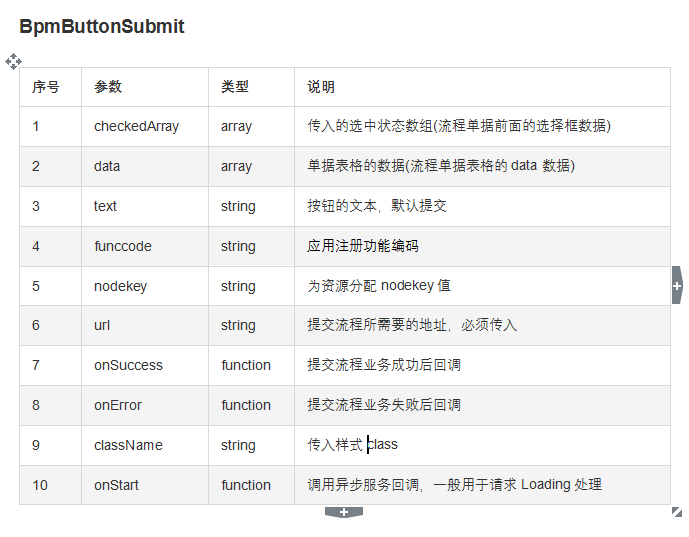 BpmButtonSubmit
序号 参数 类型 说明
1 checkedArray array 传入的选中状态数组(流程单据前面的选择框数据)
2 data array 单据表格的数据(流程单据表格的 data 数据)
3 text string 按钮的文本，默认提交
4 funccode string 应用注册功能编码
5 nodekey string 为资源分配 nodekey 值
6 url string 提交流程所需要的地址，必须传入
7 onSuccess function 提交流程业务成功后回调
8 onError function 提交流程业务失败后回调
9 className string 传入样式 class
10 onStart function 调用异步服务回调，一般用于请求 Loading 处理